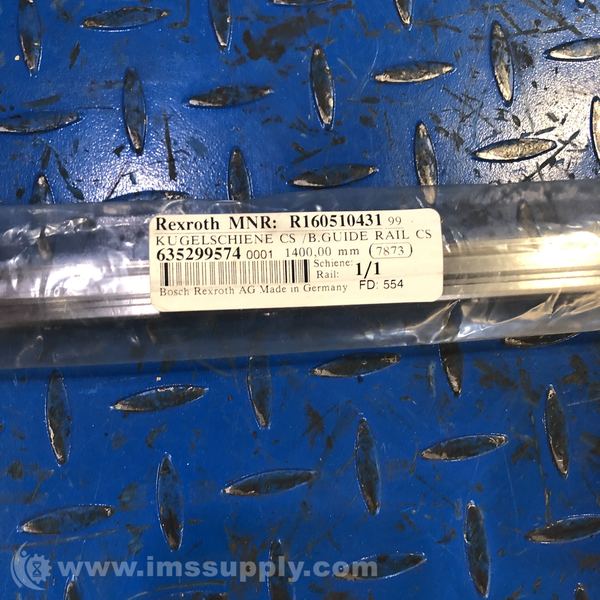 Rexroth MNR: R160510431 99
KUGELSCHIENE CS /B.GUIDE RAIL CS
635299574 0001 1400,00 mm 7873
Schiene:
Rail: 1/1
Bosch Rexroth AG Made in Germany FD: 554
www.imssupply.com